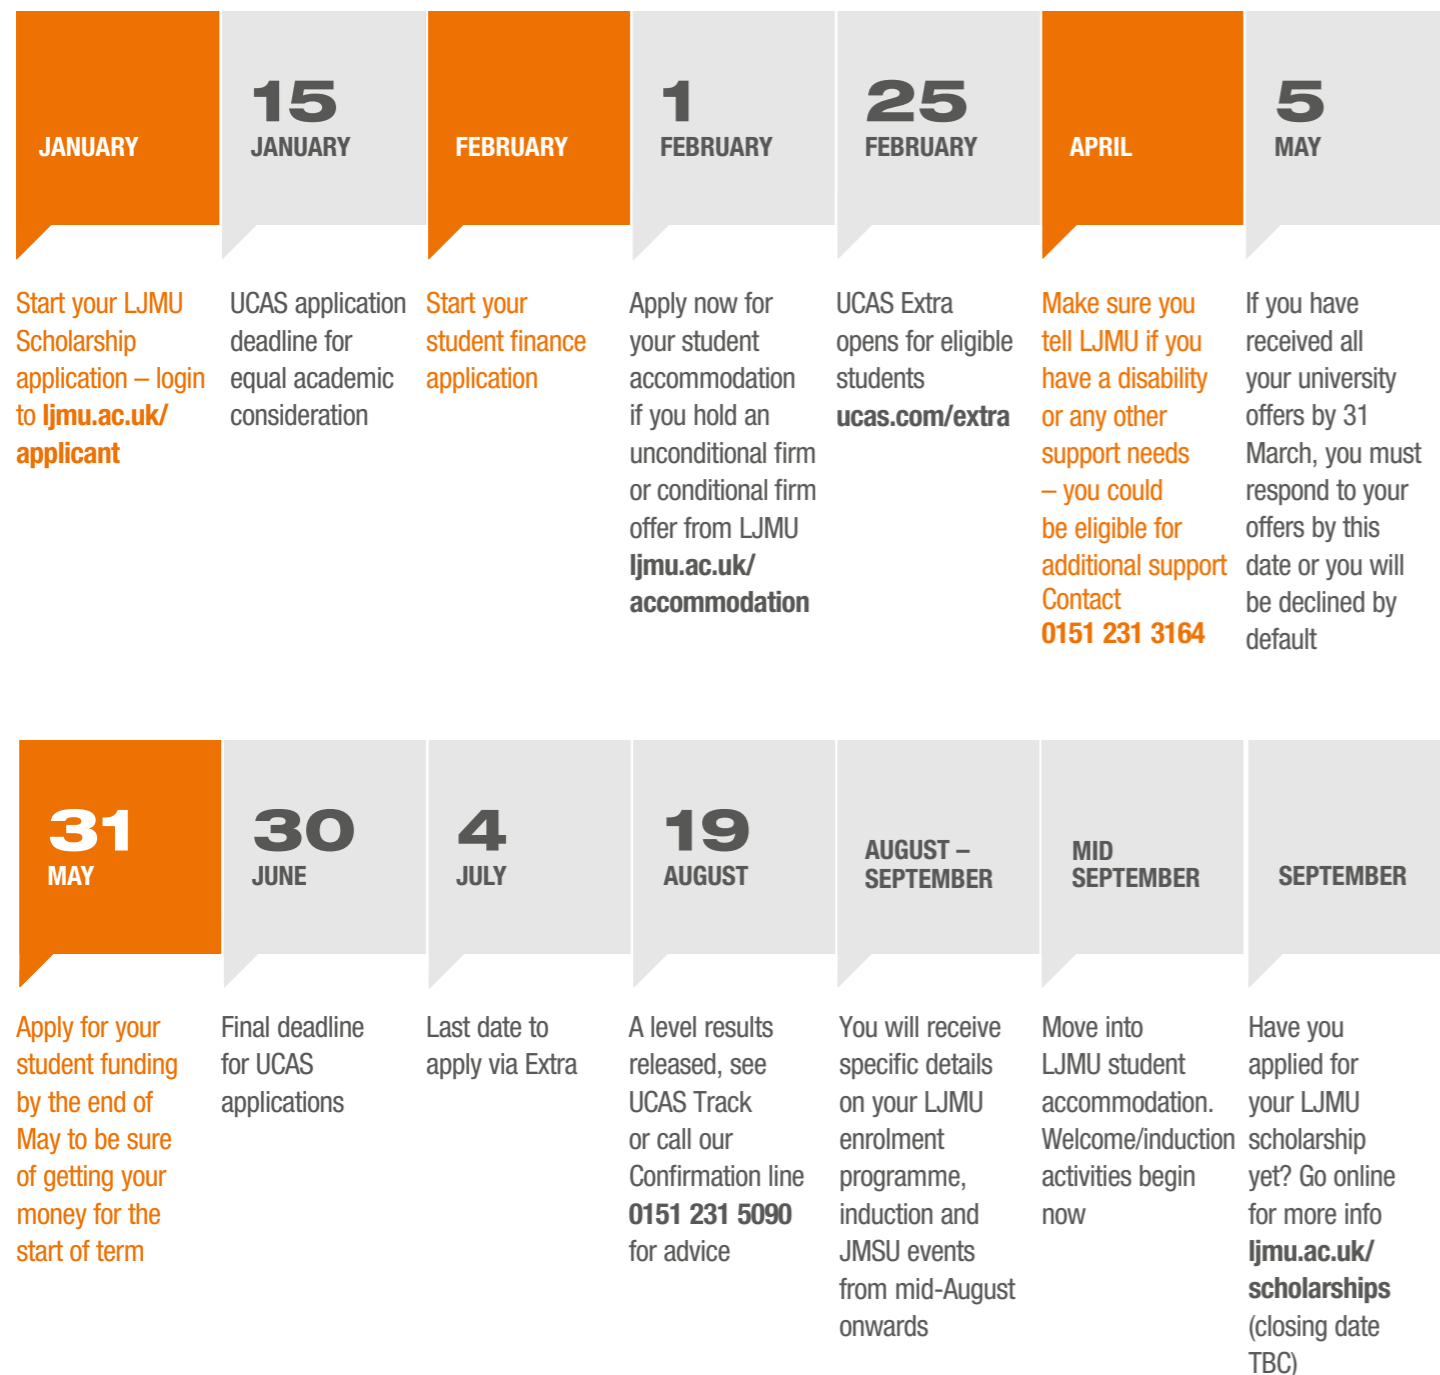 JANUARY
Start your LJMU
Scholarship
application – login
to ljmu.ac.uk/
applicant
15
JANUARY
UCAS application
deadline for
equal academic
consideration
FEBRUARY
Start your
student finance
application
1
FEBRUARY
Apply now for
your student
accommodation
if you hold an
unconditional firm
or conditional firm
offer from LJMU
ljmu.ac.uk/
accommodation
25
FEBRUARY
UCAS Extra
opens for eligible
students
ucas.com/extra
APRIL
Make sure you
tell LJMU if you
have a disability
or any other
support needs
– you could
be eligible for
additional support
Contact
0151 231 3164
5
MAY
If you have
received all
your university
offers by 31
March, you must
respond to your
offers by this
date or you will
be declined by
default
31
MAY
Apply for your
student funding
by the end of
May to be sure
of getting your
money for the
start of term
30
JUNE
Final deadline
for UCAS
applications
4
JULY
Last date to
apply via Extra
19
AUGUST
A level results
released, see
UCAS Track
or call our
Confirmation line
0151 231 5090
for advice
AUGUST –
SEPTEMBER
You will receive
specific details
on your LJMU
enrolment
programme,
induction and
JMSU events
from mid-August
onwards
MID
SEPTEMBER
Move into
LJMU student
accommodation.
Welcome/induction
activities begin
now
SEPTEMBER
Have you
applied for
your LJMU
scholarship
yet? Go online
for more info
ljmu.ac.uk/
scholarships
(closing date
TBC)